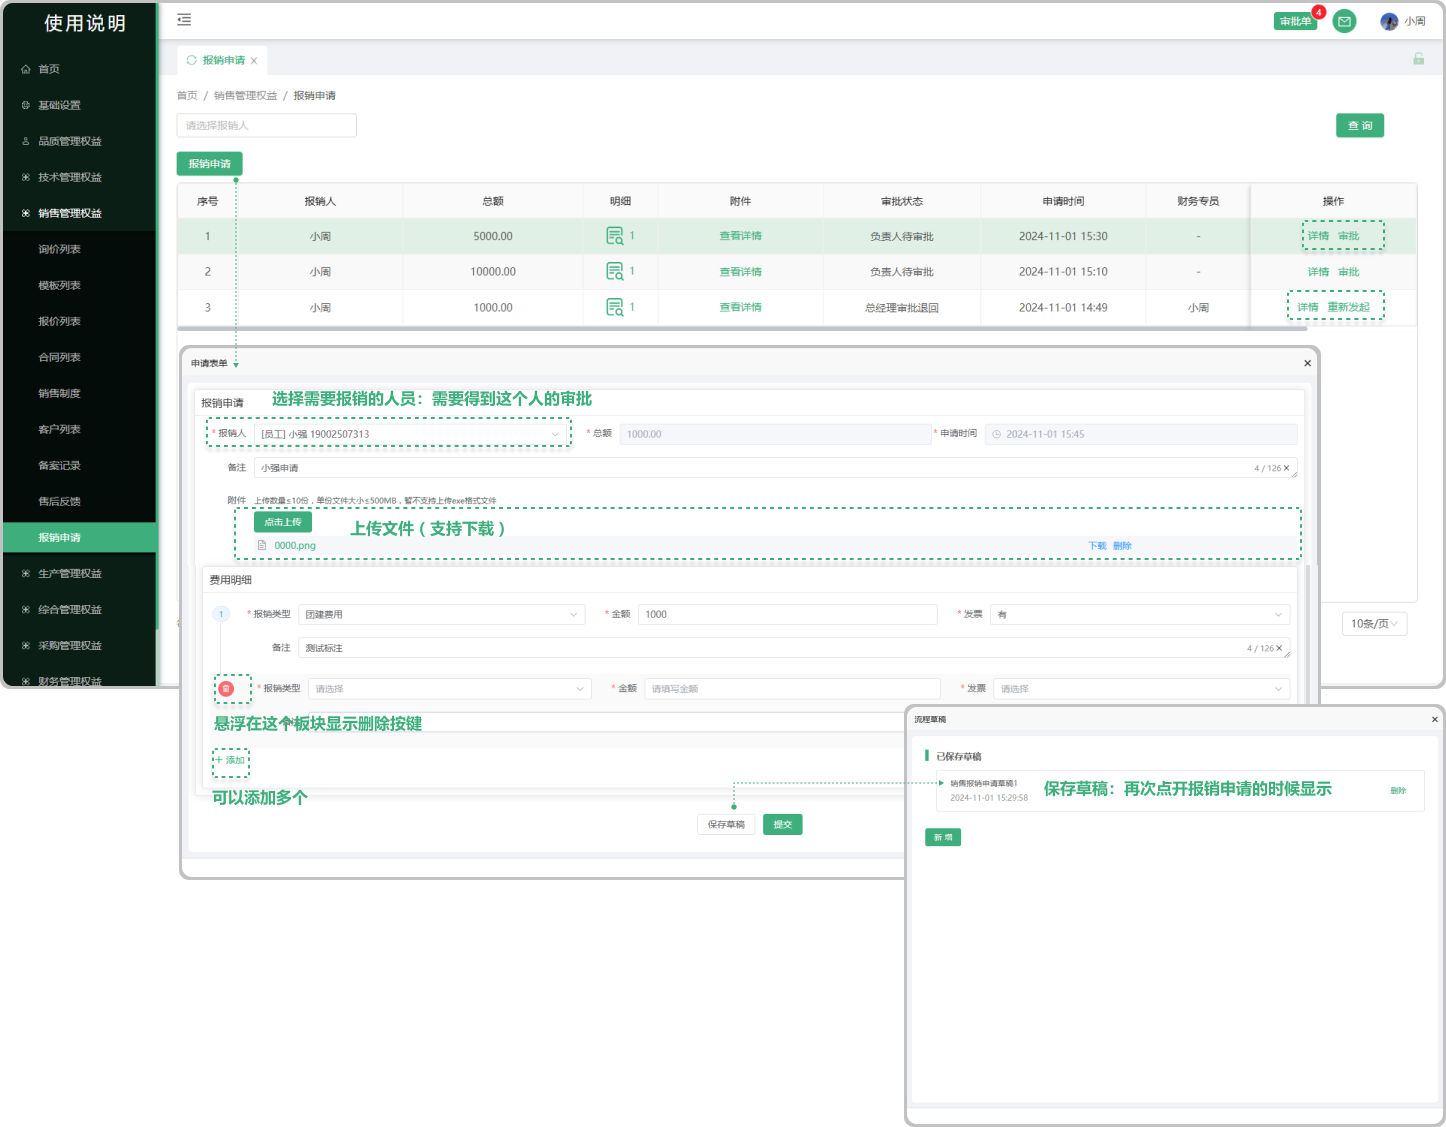 使用说明
首页
基础设置
品质管理权益
技术管理权益
销售管理权益
询价列表
模板列表
报价列表
合同列表
销售制度
客户列表
备案记录
售后反馈
报销申请
生产管理权益
综合管理权益
采购管理权益
财务管理权益
审批单 4 小周
报销申请 ×
首页 / 销售管理权益 / 报销申请
请选择报销人 查 询
报销申请
序号 报销人 总额 明细 附件 审批状态 申请时间 财务专员 操作
1 小周 5000.00 1 查看详情 负责人待审批 2024-11-01 15:30 - 详情 审批
2 小周 10000.00 1 查看详情 负责人待审批 2024-11-01 15:10 - 详情 审批
3 小周 1000.00 1 查看详情 总经理审批退回 2024-11-01 14:49 小周 详情 重新发起
10条/页
申请表单 ×
报销申请 选择需要报销的人员：需要得到这个人的审批
* 报销人 [员工] 小强 19002507313 * 总额 1000.00 * 申请时间 2024-11-01 15:45
备注 小强申请 4 / 126 ×
附件 上传数量≤10份，单份文件大小≤500MB，暂不支持上传exe格式文件
点击上传 上传文件（支持下载）
0000.png 下载 删除
费用明细
1 * 报销类型 团建费用 * 金额 1000 * 发票 有
备注 测试标注 4 / 126 ×
* 报销类型 请选择 * 金额 请填写金额 * 发票 请选择
悬浮在这个板块显示删除按键
+ 添加
可以添加多个
保存草稿 提交
流程草稿 ×
已保存草稿
销售报销申请草稿1
2024-11-01 15:29:58
保存草稿：再次点开报销申请的时候显示
删除
新 增